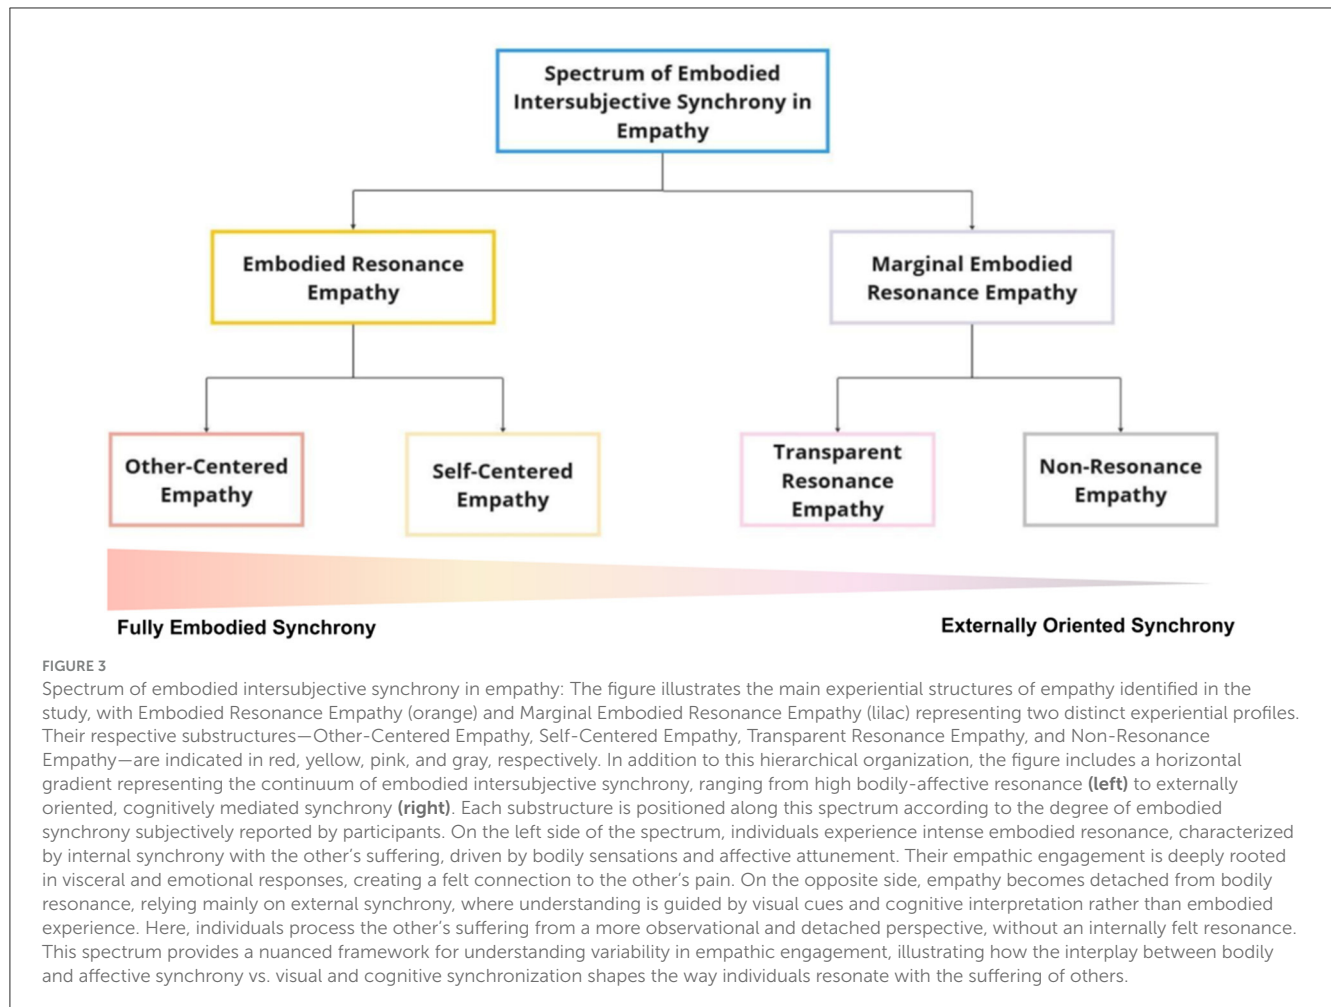 Spectrum of Embodied
Intersubjective Synchrony in
Empathy
Embodied Resonance
Empathy
Marginal Embodied
Resonance Empathy
Other-Centered
Empathy
Self-Centered
Empathy
Transparent
Resonance
Empathy
Non-Resonance
Empathy
Fully Embodied Synchrony
Externally Oriented Synchrony
FIGURE 3
Spectrum of embodied intersubjective synchrony in empathy: The figure illustrates the main experiential structures of empathy identified in the
study, with Embodied Resonance Empathy (orange) and Marginal Embodied Resonance Empathy (lilac) representing two distinct experiential profiles.
Their respective substructures—Other-Centered Empathy, Self-Centered Empathy, Transparent Resonance Empathy, and Non-Resonance
Empathy—are indicated in red, yellow, pink, and gray, respectively. In addition to this hierarchical organization, the figure includes a horizontal
gradient representing the continuum of embodied intersubjective synchrony, ranging from high bodily-affective resonance (left) to externally
oriented, cognitively mediated synchrony (right). Each substructure is positioned along this spectrum according to the degree of embodied
synchrony subjectively reported by participants. On the left side of the spectrum, individuals experience intense embodied resonance, characterized
by internal synchrony with the other's suffering, driven by bodily sensations and affective attunement. Their empathic engagement is deeply rooted
in visceral and emotional responses, creating a felt connection to the other's pain. On the opposite side, empathy becomes detached from bodily
resonance, relying mainly on external synchrony, where understanding is guided by visual cues and cognitive interpretation rather than embodied
experience. Here, individuals process the other's suffering from a more observational and detached perspective, without an internally felt resonance.
This spectrum provides a nuanced framework for understanding variability in empathic engagement, illustrating how the interplay between bodily
and affective synchrony vs. visual and cognitive synchronization shapes the way individuals resonate with the suffering of others.